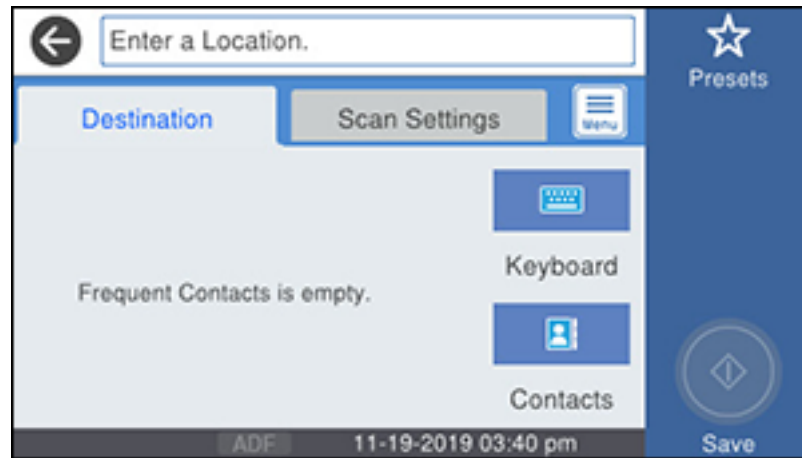 Enter a Location.
Presets
Destination
Scan Settings
Menu
Keyboard
Frequent Contacts is empty.
Contacts
ADF
11-19-2019 03:40 pm
Save